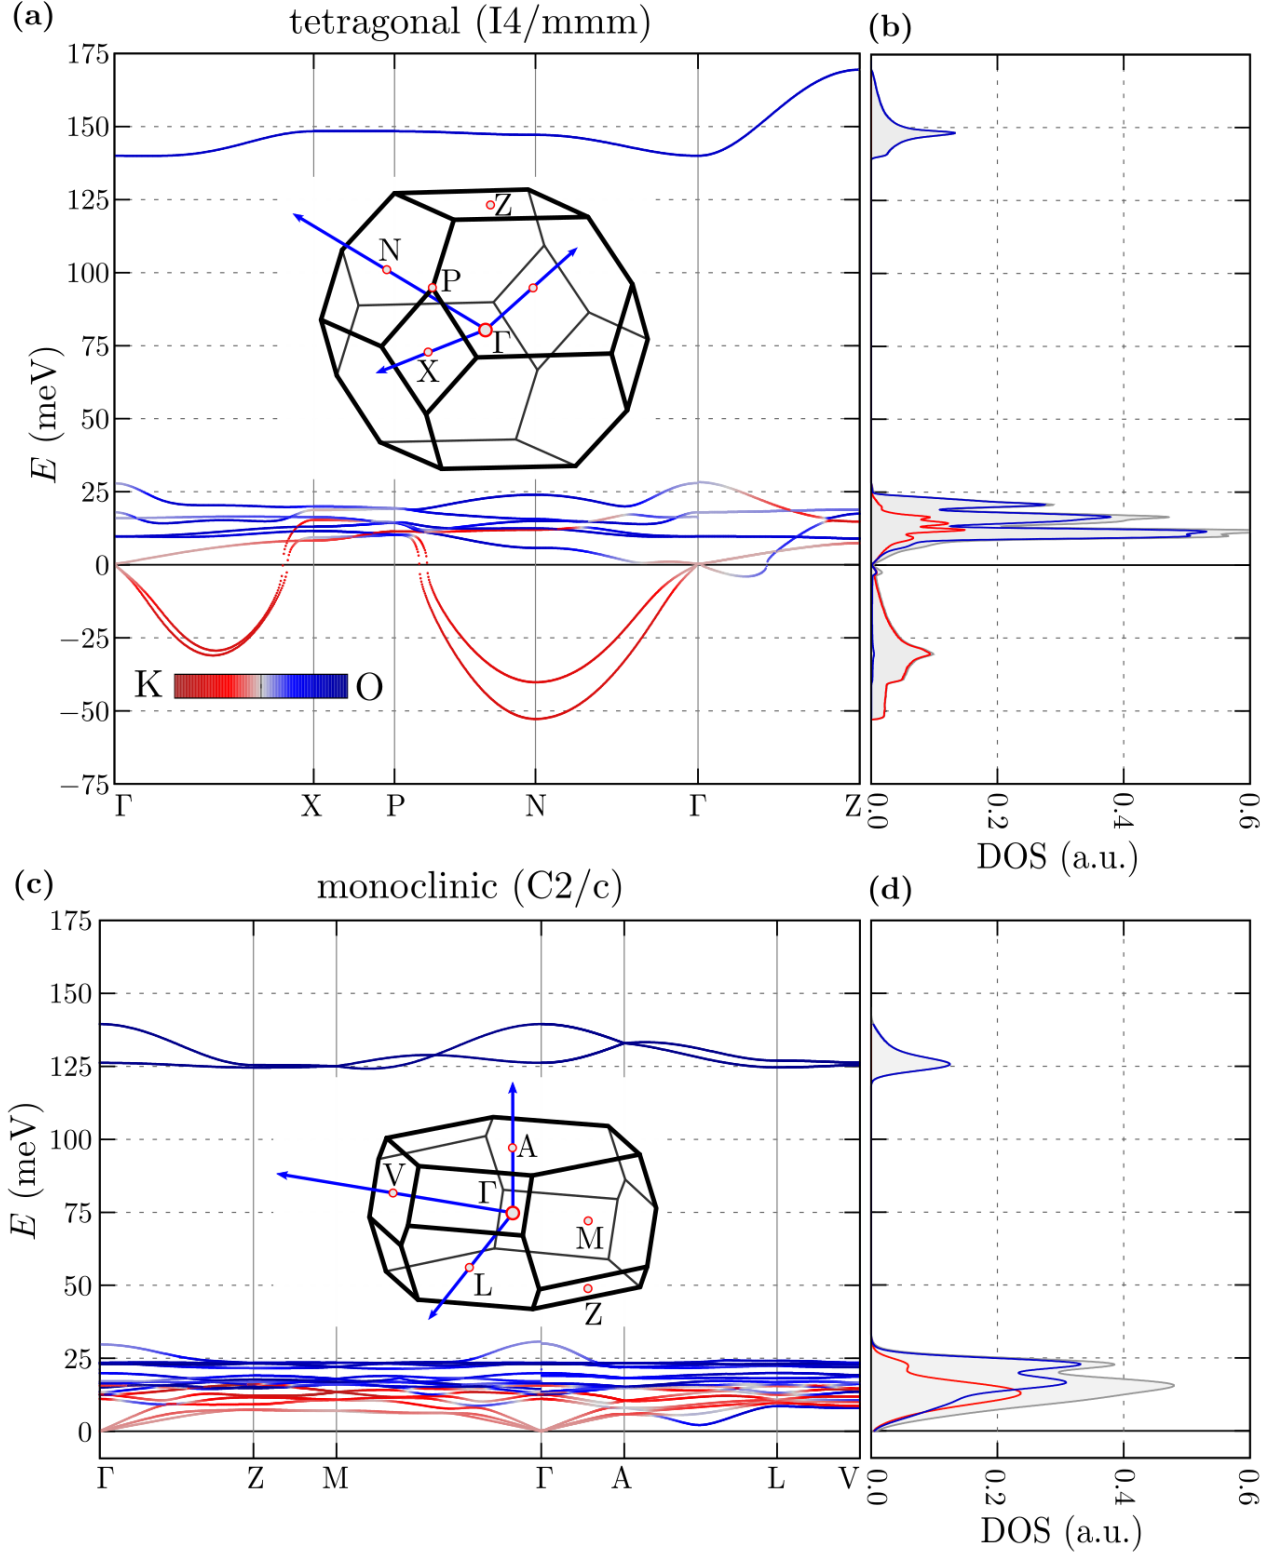 (a) tetragonal (I4/mmm) (b)
175
150
125
100
75
50
25
0
−25
−50
−75
E (meV)
Z
N
P
Γ
X
K O
Γ X P N Γ Z
0.0 0.2 0.4 0.6
DOS (a.u.)
(c) monoclinic (C2/c) (d)
175
150
125
100
75
50
25
0
E (meV)
A
V Γ
M
L
Z
Γ Z M Γ A L V
0.0 0.2 0.4 0.6
DOS (a.u.)